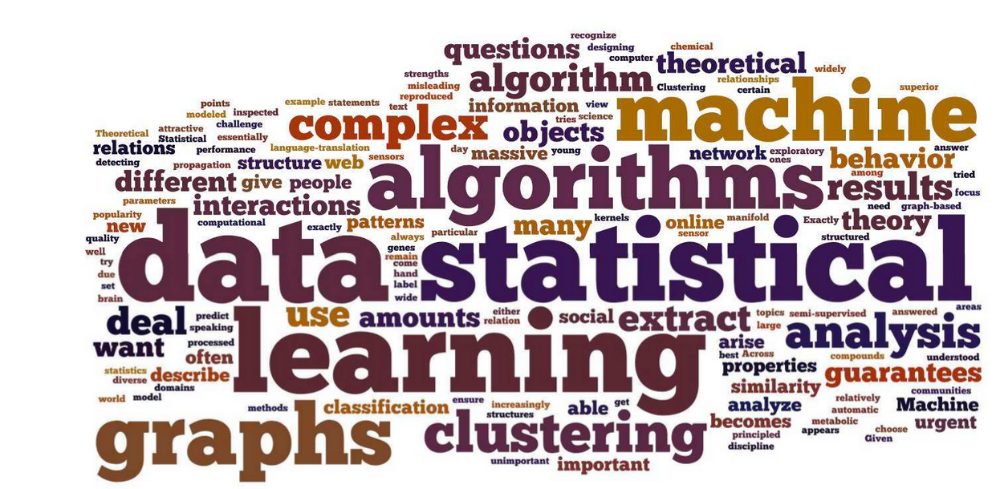 recognize
questions designing chemical
computer theoretical widely
strengths algorithm relationships
misleading Clustering certain superior
reproduced machine
points example statements text information view
modeled inspected complex tries science
challenge objects
Theoretical attractive essentially
Statistical day massive young network exploratory answer
relations performance language-translation ones behavior
detecting propagation structure web sensors algorithms among tried
different give people results focus
parameters interactions need graph-based
popularity computational patterns many kernels online manifold Exactly theory
new exactly particular sensor structured
quality always
well data genes statistical
try remain
due come
set hand
brain label
wide
deal predict use amounts either social extract topics semi-supervised answered areas
speaking relation large analysis
want processed learning arise
often best Across compounds understood
statistics describe properties guarantees
diverse domains similarity communities
world model relatively
methods classification ensure increasingly able get analyze automatic Machine
graphs structures clustering becomes metabolic urgent
principled appears choose
discipline Given
unimportant important